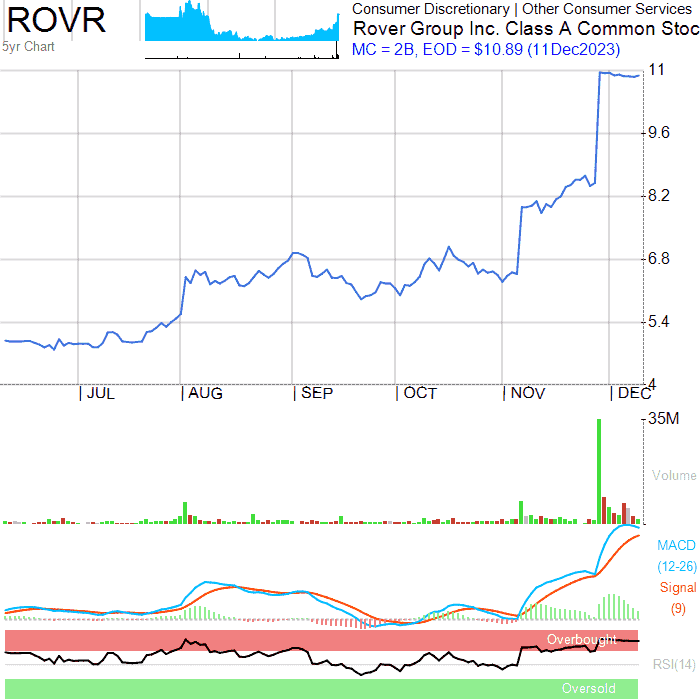 ROVR
5yr Chart
Consumer Discretionary | Other Consumer Services
Rover Group Inc. Class A Common Stoc
MC = 2B, EOD = $10.89 (11Dec2023)
11
9.6
8.2
6.8
5.4
4
| JUL
| AUG
| SEP
| OCT
| NOV
| DEC
35M
Volume
MACD
(12-26)
Signal
(9)
Overbought
RSI(14)
Oversold